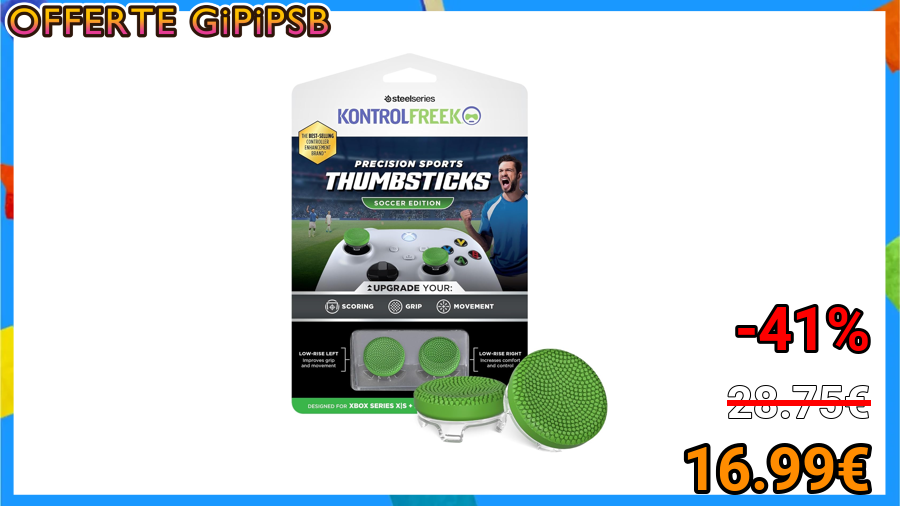 OFFERTE GiPiPSB
steelseries
KONTROLFREEK
THE BEST-SELLING
CONTROLLER
ENHANCEMENT
BRAND
PRECISION SPORTS
THUMBSTICKS
SOCCER EDITION
UPGRADE YOUR:
SCORING GRIP MOVEMENT
LOW-RISE LEFT
Improves grip
and movement
LOW-RISE RIGHT
Increases comfort
and control
DESIGNED FOR XBOX SERIES X|S +
-41%
28.75€
16.99€